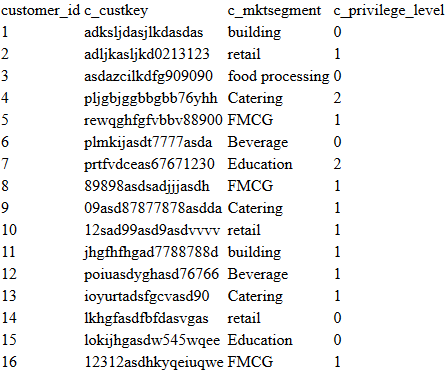 customer_id c_custkey c_mktsegment c_privilege_level
1 adksljdasjlkdasdas building 0
2 adljkasljkd0213123 retail 1
3 asdazcilkdfg909090 food processing 0
4 pljgbjggbbgbb76yhh Catering 2
5 rewqghfgfvbbv88900 FMCG 1
6 plmkijasdt7777asda Beverage 0
7 prtfvdceas67671230 Education 2
8 89898asdsadjjjasdh FMCG 1
9 09asd87877878asdda Catering 1
10 12sad99asd9asdvvvv retail 1
11 jhgfhfhgad7788788d building 1
12 poiuasdyghasd76766 Beverage 1
13 ioyurtadsfgcvasd90 Catering 1
14 lkhgfasdfbfdasvgas retail 0
15 lokijhgasdw545wqee Education 0
16 12312asdhkyqeiuqwe FMCG 1